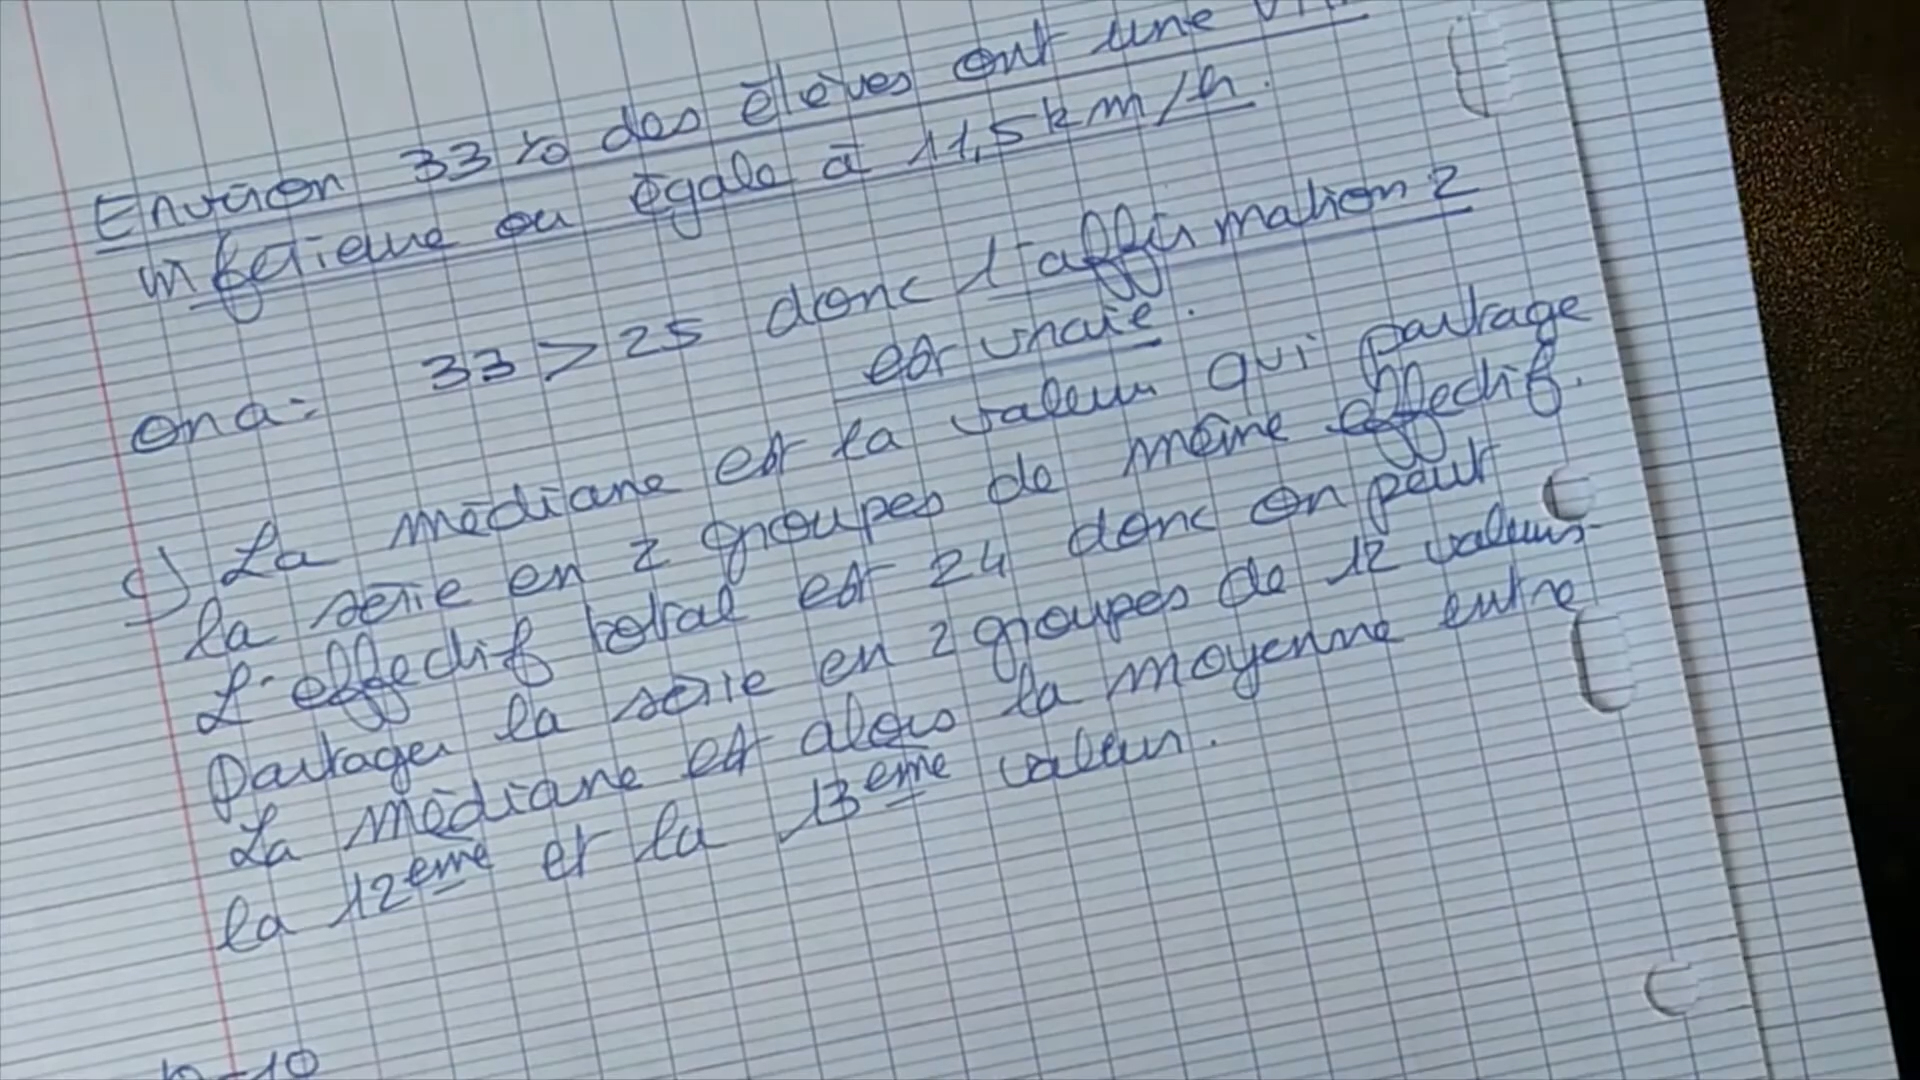 Environ 33% des élèves ont une
inférieure ou égale à 11,5 km/h.
on a: 33 > 25 donc l'affirmation 2
est vraie.
c) La médiane est la valeur qui partage
la série en 2 groupes de même effectif.
L'effectif total est 24 donc on peut
partager la série en 2 groupes de 12 valeurs.
La médiane est alors la moyenne entre
la 12ème et la 13ème valeur.